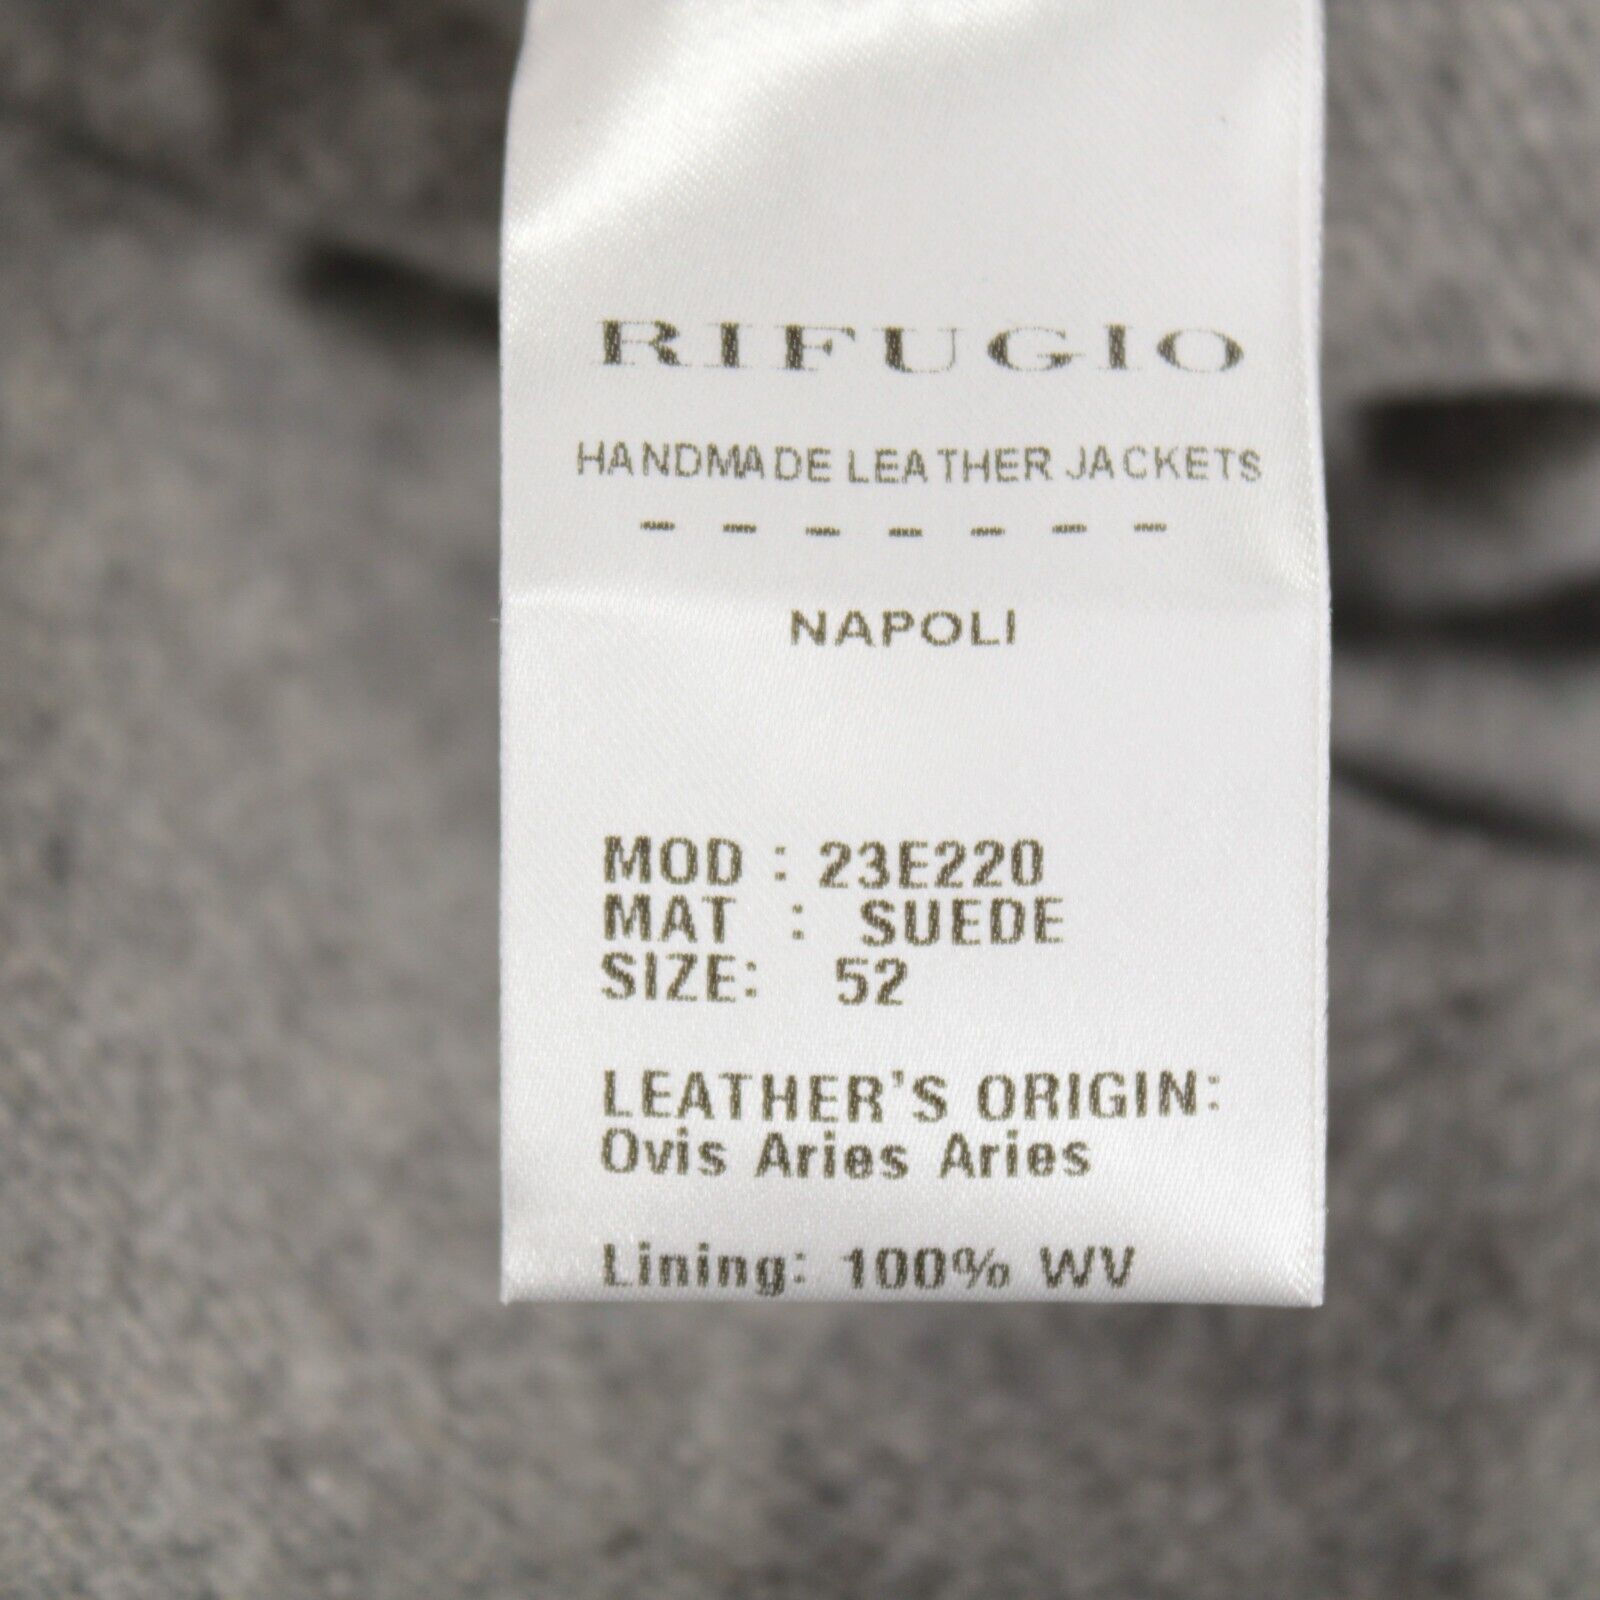 RIFUGIO
HANDMADE LEATHER JACKETS
- - - - - - -
NAPOLI
MOD : 23E220
MAT : SUEDE
SIZE: 52
LEATHER'S ORIGIN:
Ovis Aries Aries
Lining: 100% WV